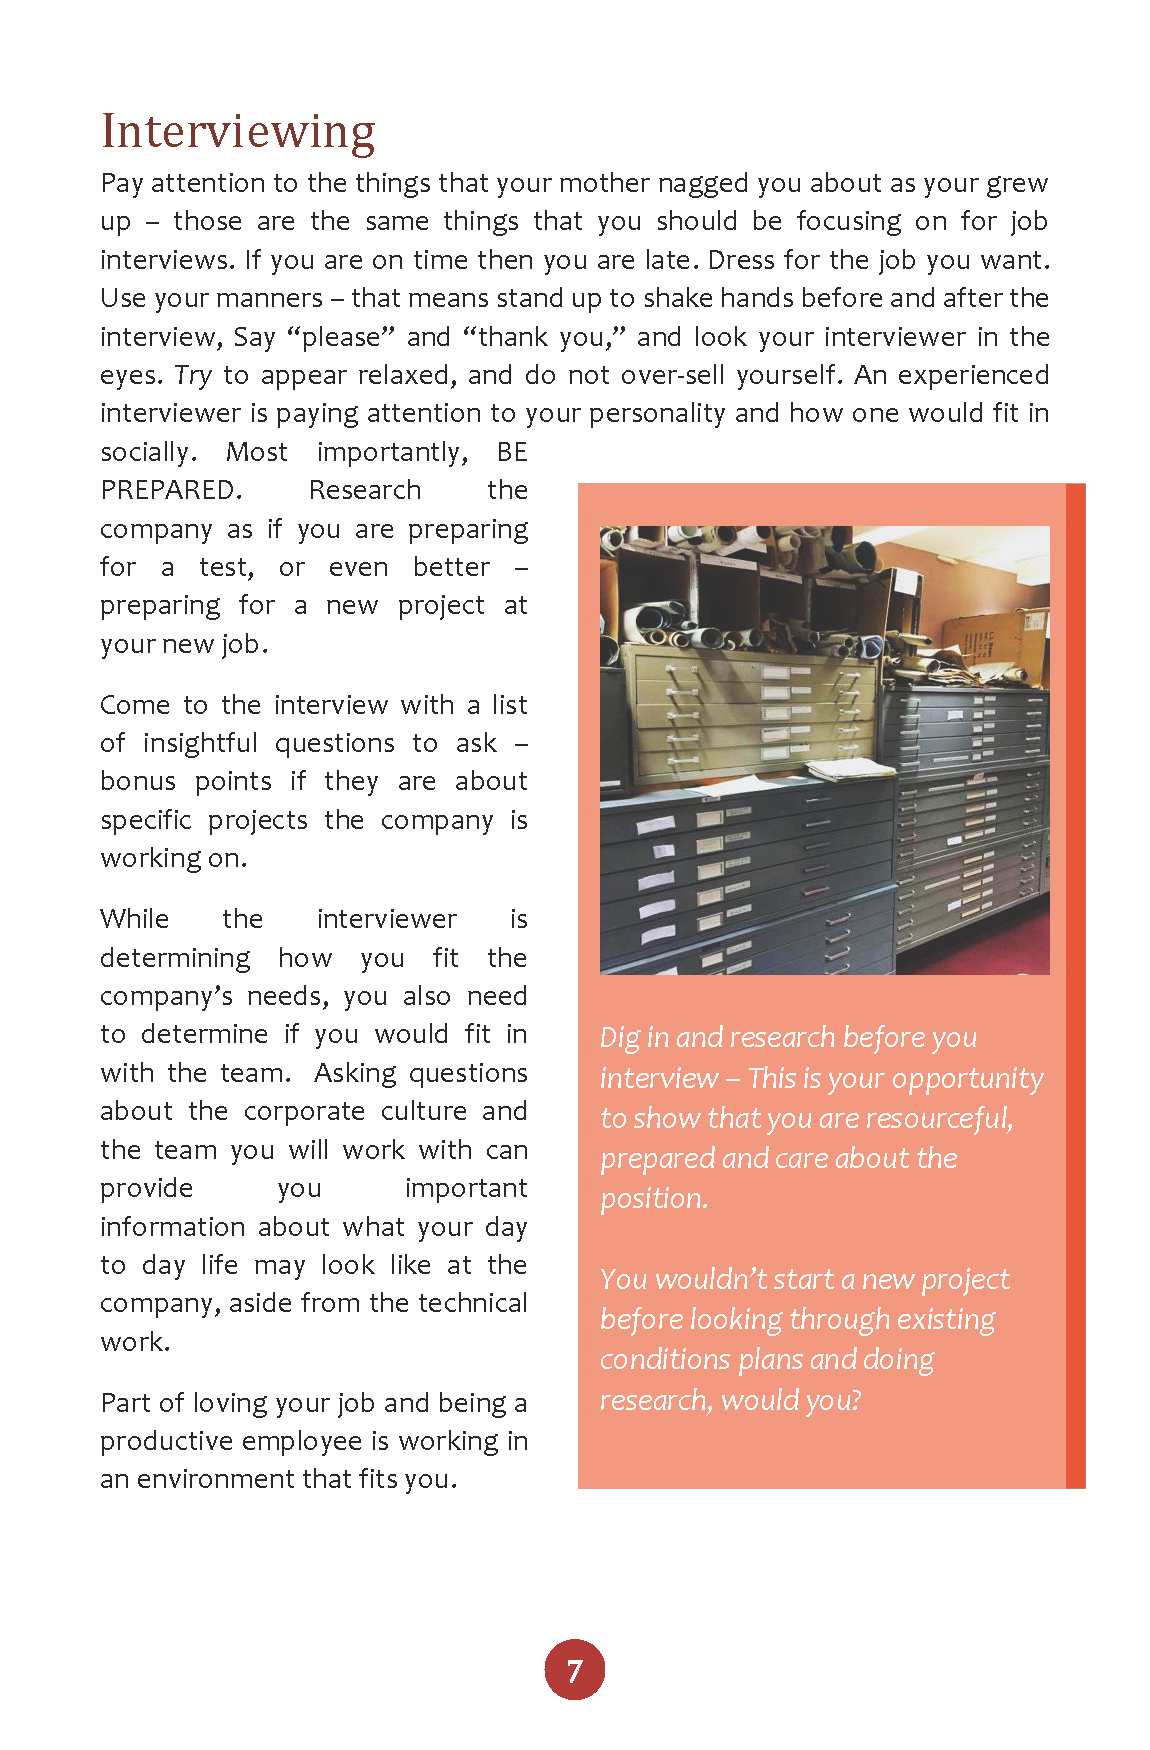 Interviewing
Pay attention to the things that your mother nagged you about as your grew
up – those are the same things that you should be focusing on for job
interviews. If you are on time then you are late. Dress for the job you want.
Use your manners – that means stand up to shake hands before and after the
interview, Say “please” and “thank you,” and look your interviewer in the
eyes. Try to appear relaxed, and do not over-sell yourself. An experienced
interviewer is paying attention to your personality and how one would fit in
socially. Most importantly, BE
PREPARED. Research the
company as if you are preparing
for a test, or even better –
preparing for a new project at
your new job.
Come to the interview with a list
of insightful questions to ask –
bonus points if they are about
specific projects the company is
working on.
While the interviewer is
determining how you fit the
company’s needs, you also need
to determine if you would fit in
with the team. Asking questions
about the corporate culture and
the team you will work with can
provide you important
information about what your day
to day life may look like at the
company, aside from the technical
work.
Part of loving your job and being a
productive employee is working in
an environment that fits you.
Dig in and research before you
interview – This is your opportunity
to show that you are resourceful,
prepared and care about the
position.
You wouldn’t start a new project
before looking through existing
conditions plans and doing
research, would you?
7